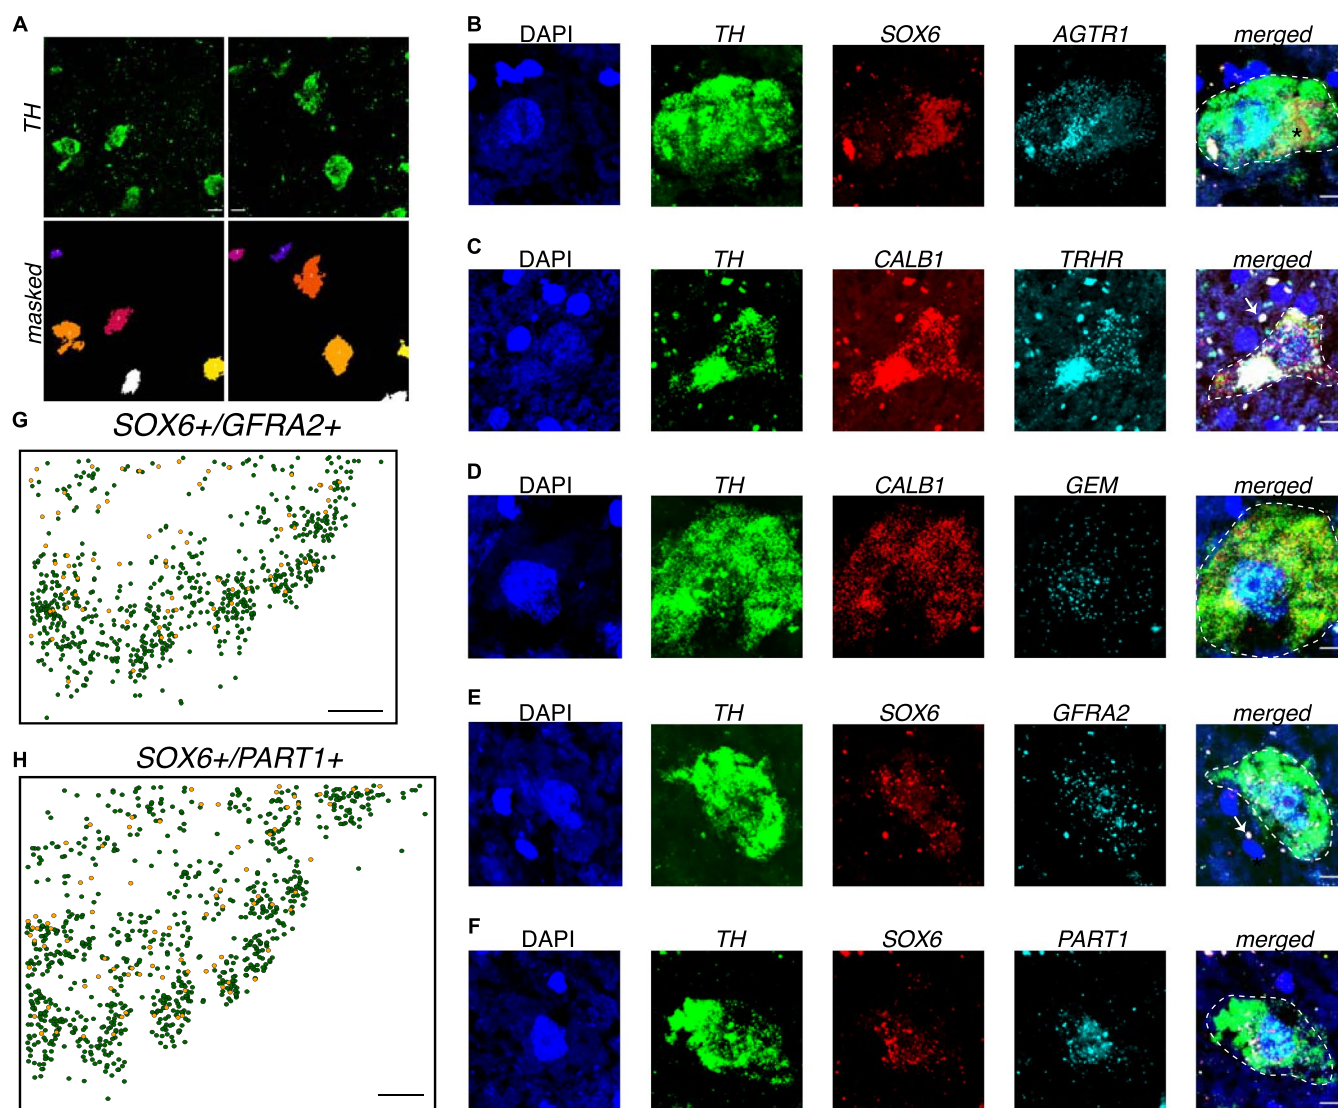 A
TH
masked
B
DAPI TH SOX6 AGTR1 merged
*
C
DAPI TH CALB1 TRHR merged
D
DAPI TH CALB1 GEM merged
E
DAPI TH SOX6 GFRA2 merged
F
DAPI TH SOX6 PART1 merged
G
SOX6+/GFRA2+
H
SOX6+/PART1+